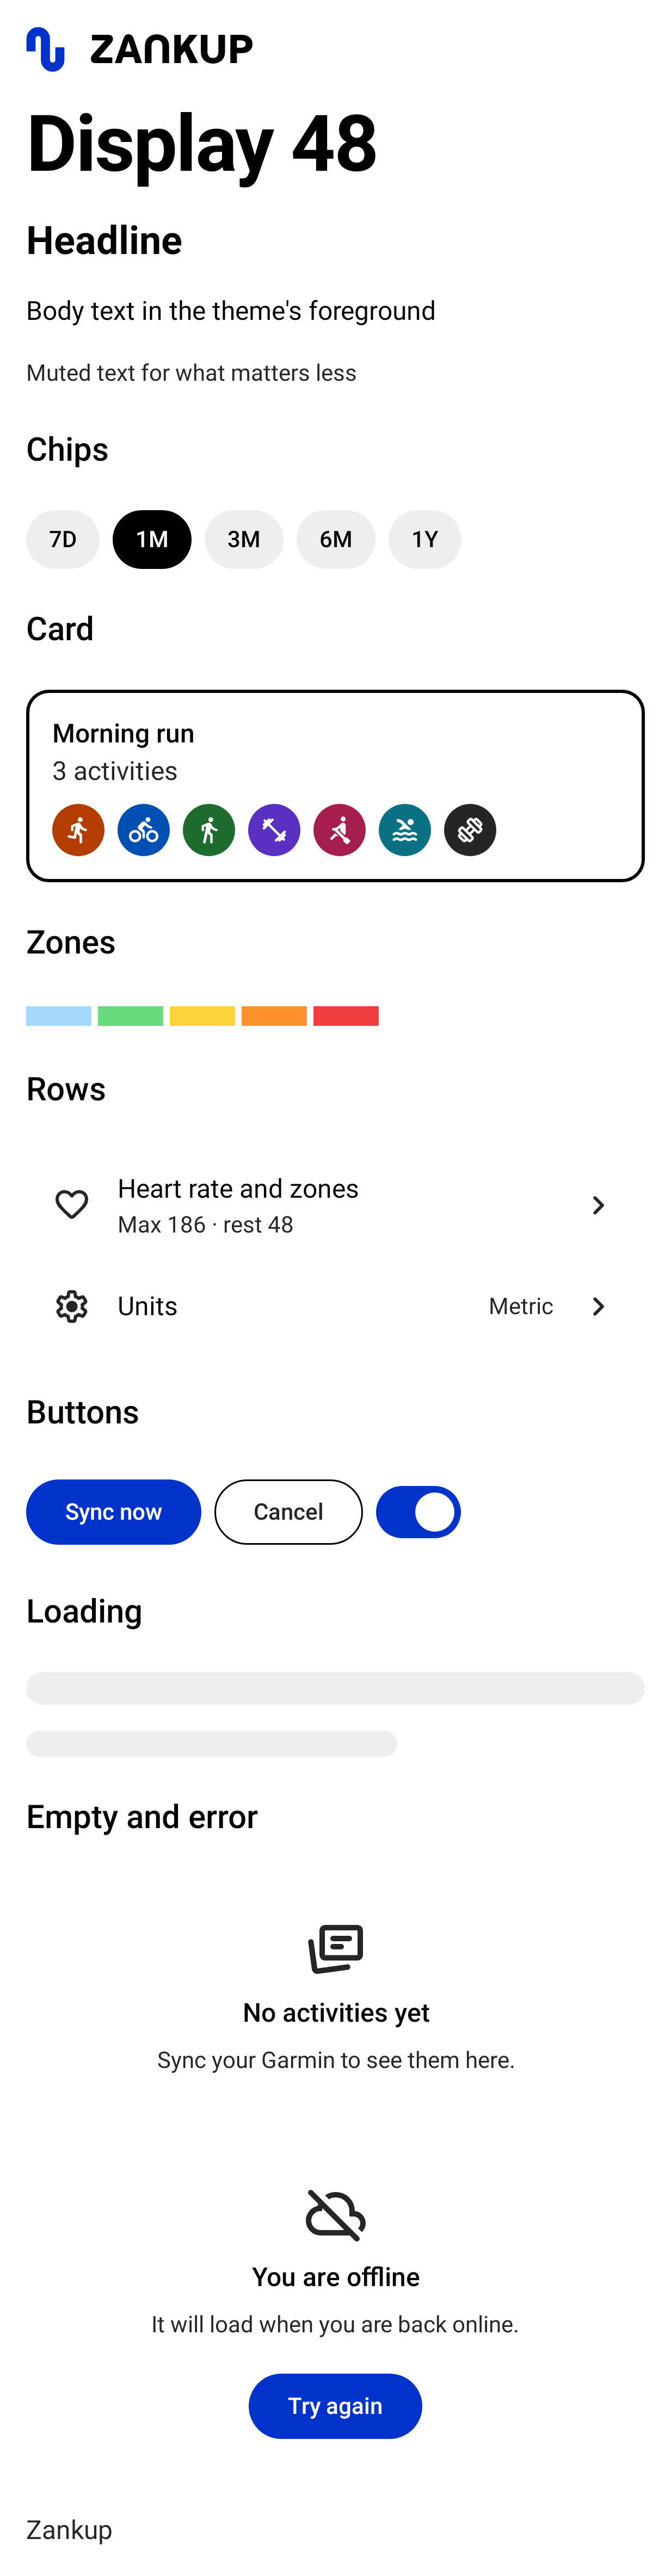 ZANKUP
Display 48
Headline
Body text in the theme's foreground
Muted text for what matters less
Chips
7D 1M 3M 6M 1Y
Card
Morning run
3 activities
Zones
Rows
Heart rate and zones
Max 186 · rest 48
Units Metric
Buttons
Sync now Cancel
Loading
Empty and error
No activities yet
Sync your Garmin to see them here.
You are offline
It will load when you are back online.
Try again
Zankup